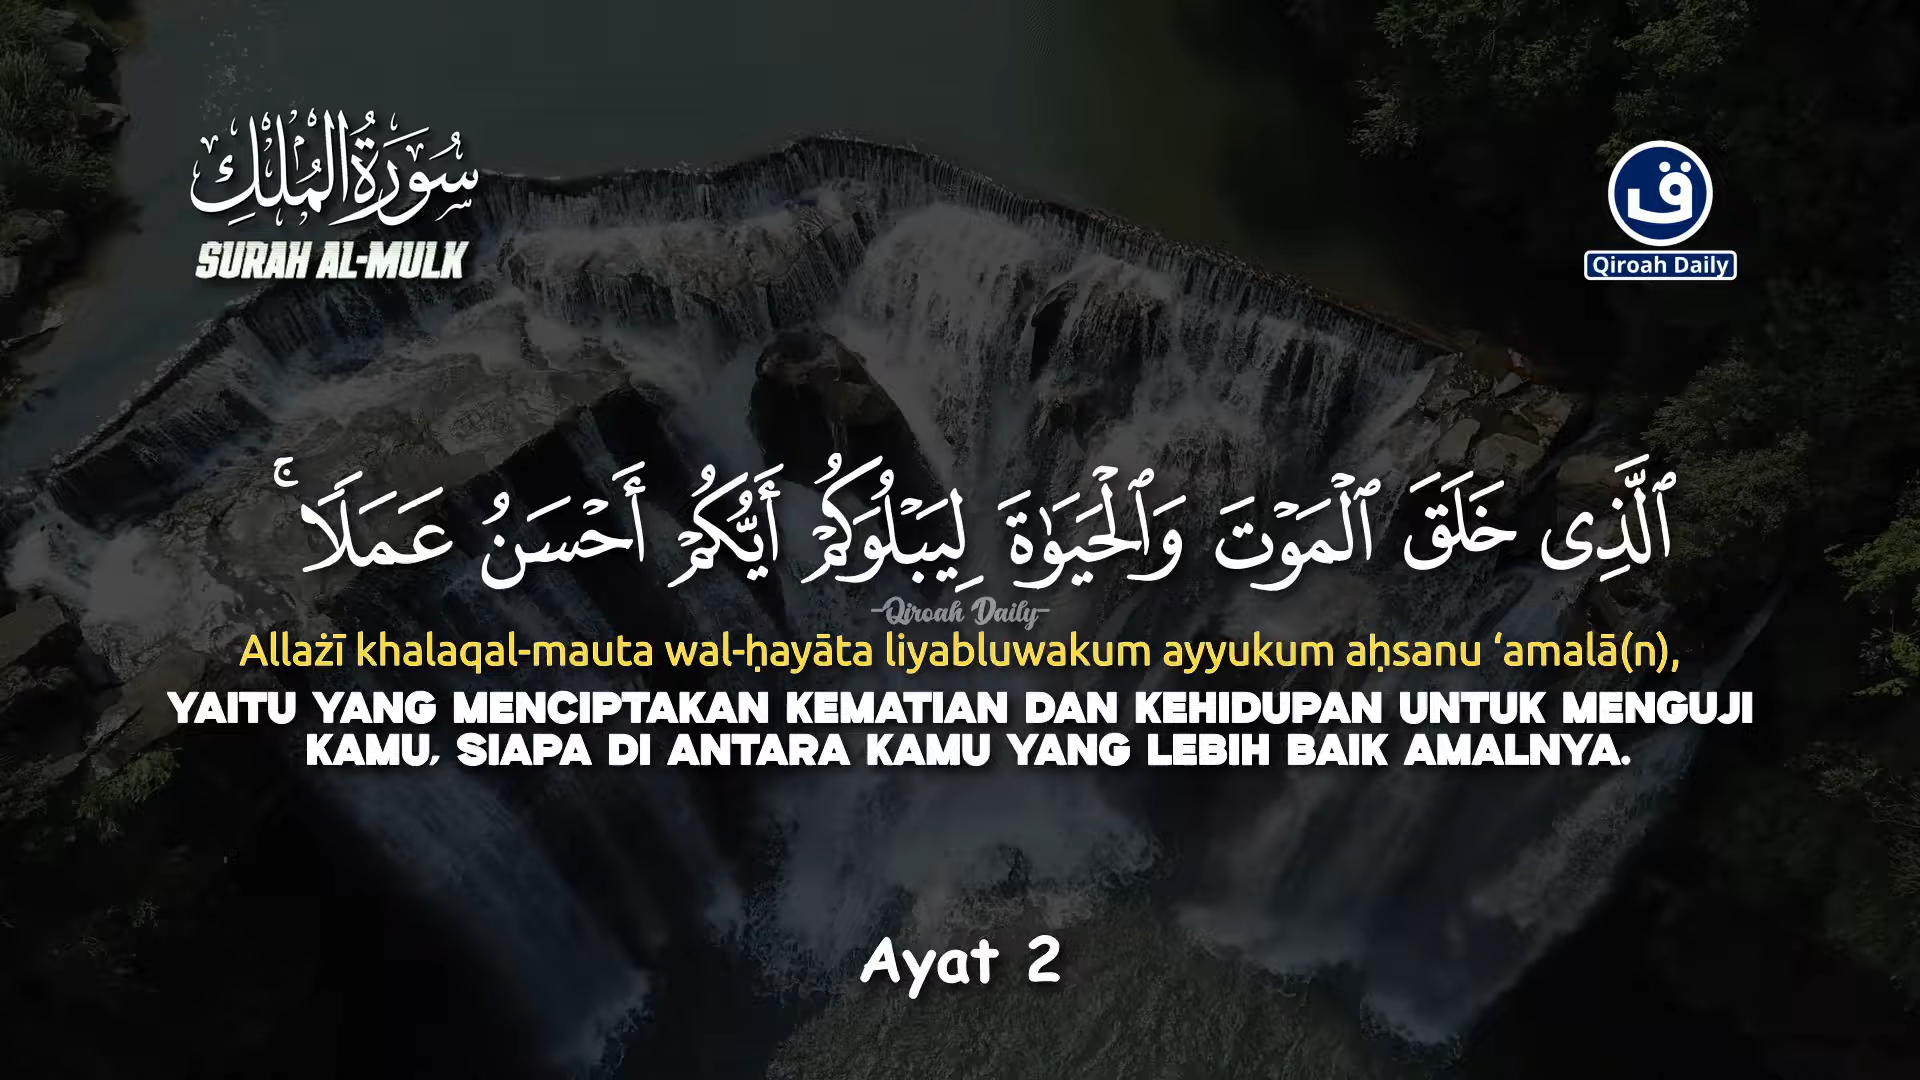 سُورَةُ الْمُلْكِ
SURAH AL-MULK
ق
Qiroah Daily
ٱلَّذِى خَلَقَ ٱلْمَوْتَ وَٱلْحَيَوٰةَ لِيَبْلُوَكُمْ أَيُّكُمْ أَحْسَنُ عَمَلًا ۚ
-Qiroah Daily-
Allażī khalaqal-mauta wal-ḥayāta liyabluwakum ayyukum aḥsanu ‘amalā(n),
YAITU YANG MENCIPTAKAN KEMATIAN DAN KEHIDUPAN UNTUK MENGUJI
KAMU, SIAPA DI ANTARA KAMU YANG LEBIH BAIK AMALNYA.
Ayat 2